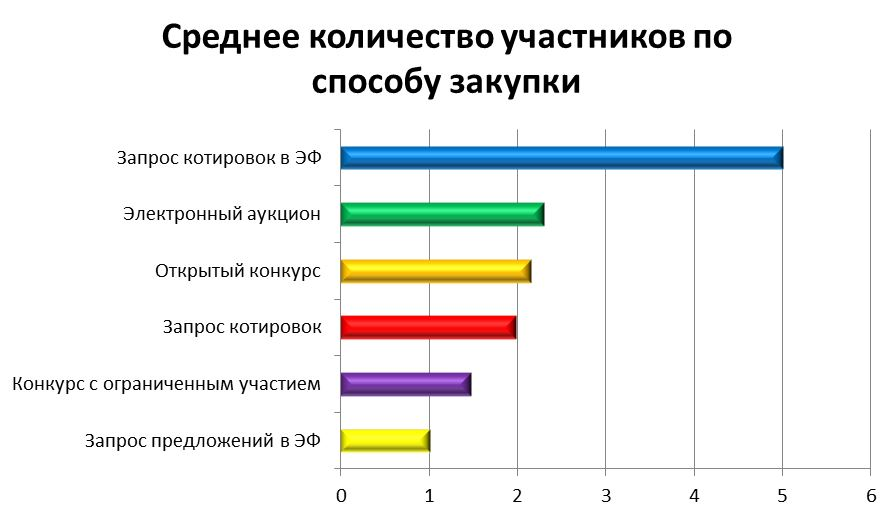 Среднее количество участников по
способу закупки
Запрос котировок в ЭФ
Электронный аукцион
Открытый конкурс
Запрос котировок
Конкурс с ограниченным участием
Запрос предложений в ЭФ
0 1 2 3 4 5 6